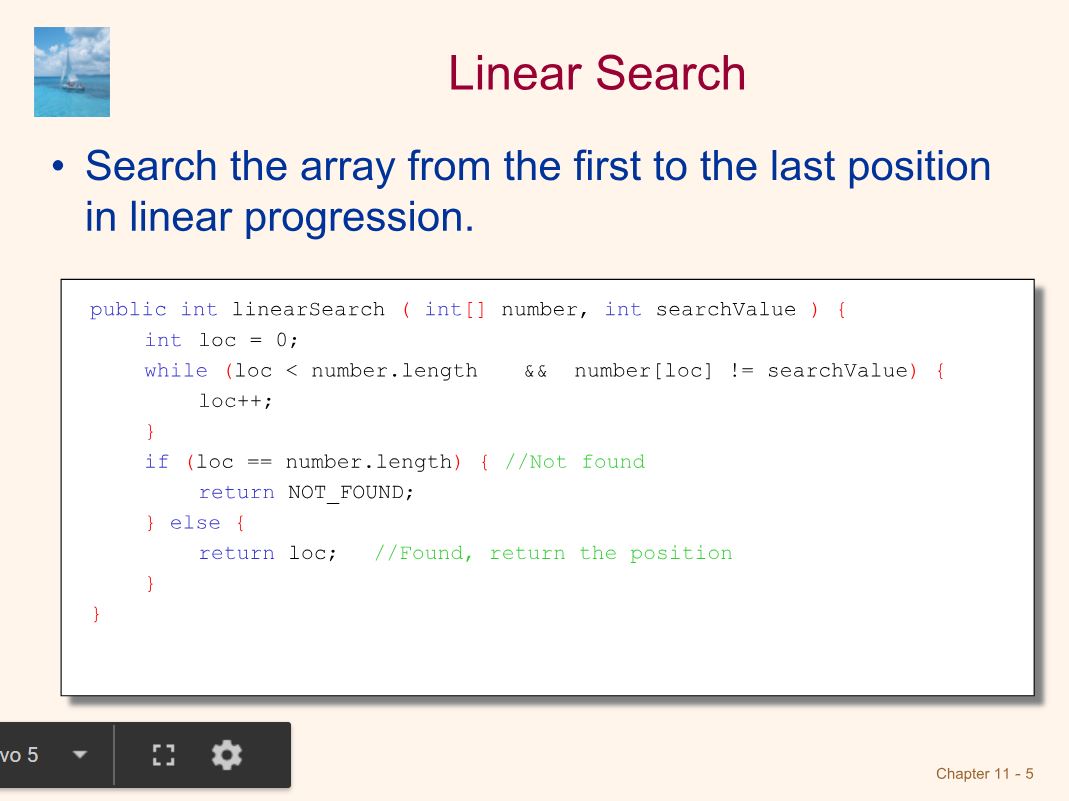 Linear Search
• Search the array from the first to the last position
in linear progression.
public int linearSearch ( int[] number, int searchValue ) {
int loc = 0;
while (loc < number.length && number[loc] != searchValue) {
loc++;
}
if (loc == number.length) { //Not found
return NOT_FOUND;
} else {
return loc; //Found, return the position
}
}
vo 5
Chapter 11 - 5